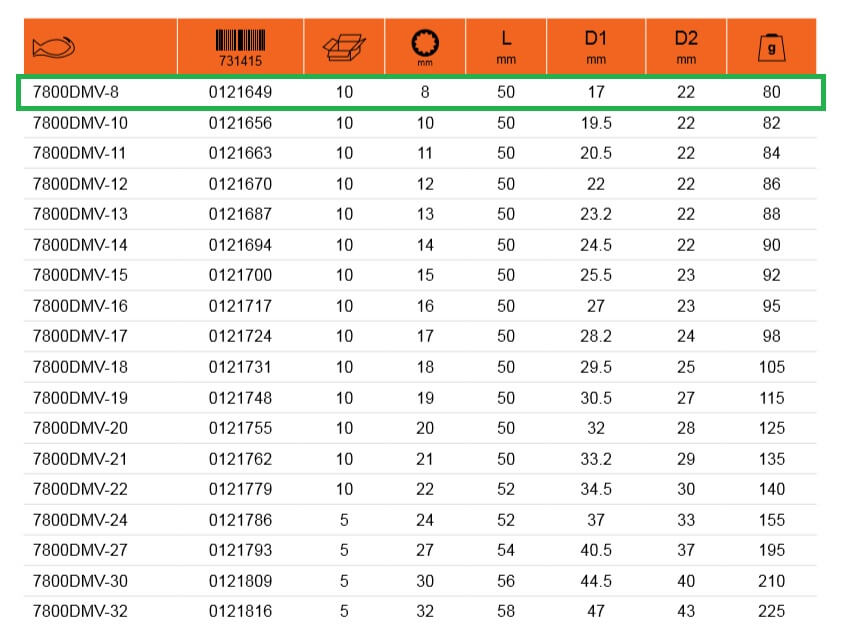 731415 mm L mm D1 mm D2 mm g
7800DMV-8 0121649 10 8 50 17 22 80
7800DMV-10 0121656 10 10 50 19.5 22 82
7800DMV-11 0121663 10 11 50 20.5 22 84
7800DMV-12 0121670 10 12 50 22 22 86
7800DMV-13 0121687 10 13 50 23.2 22 88
7800DMV-14 0121694 10 14 50 24.5 22 90
7800DMV-15 0121700 10 15 50 25.5 23 92
7800DMV-16 0121717 10 16 50 27 23 95
7800DMV-17 0121724 10 17 50 28.2 24 98
7800DMV-18 0121731 10 18 50 29.5 25 105
7800DMV-19 0121748 10 19 50 30.5 27 115
7800DMV-20 0121755 10 20 50 32 28 125
7800DMV-21 0121762 10 21 50 33.2 29 135
7800DMV-22 0121779 10 22 52 34.5 30 140
7800DMV-24 0121786 5 24 52 37 33 155
7800DMV-27 0121793 5 27 54 40.5 37 195
7800DMV-30 0121809 5 30 56 44.5 40 210
7800DMV-32 0121816 5 32 58 47 43 225